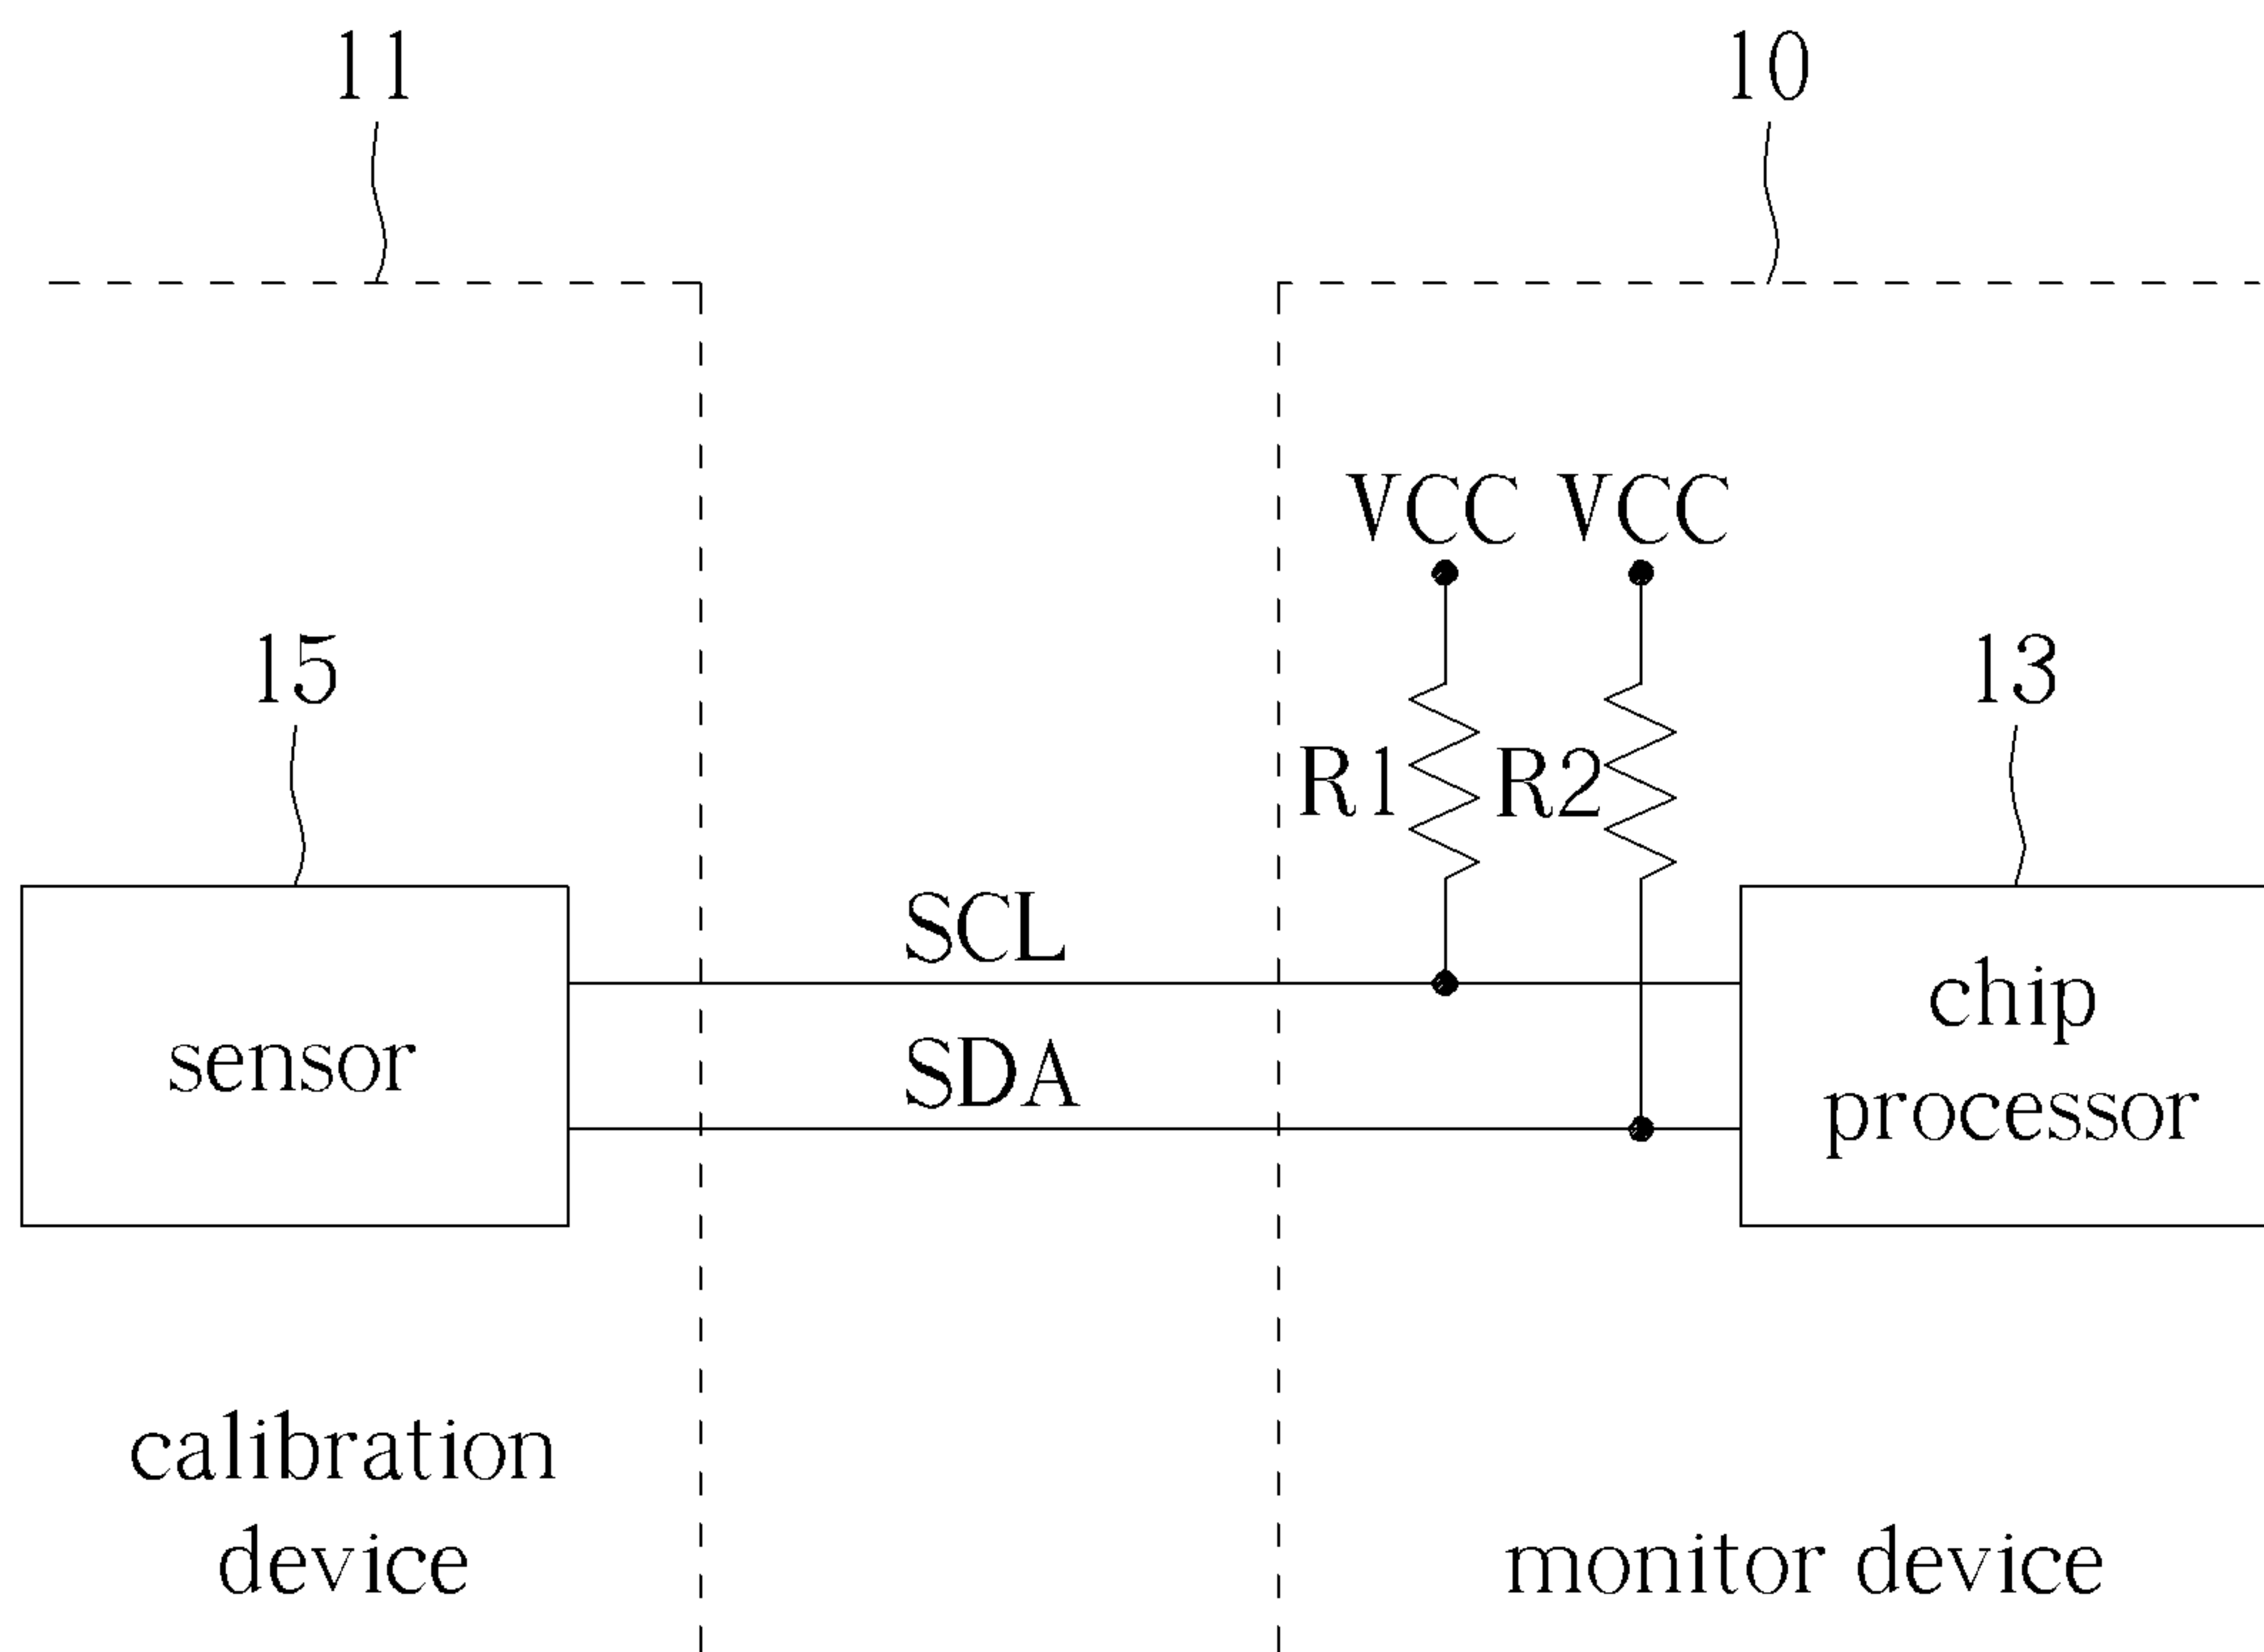 11
10
VCC VCC
15
13
R1
R2
SCL
SDA
sensor
chip
processor
calibration
device
monitor device